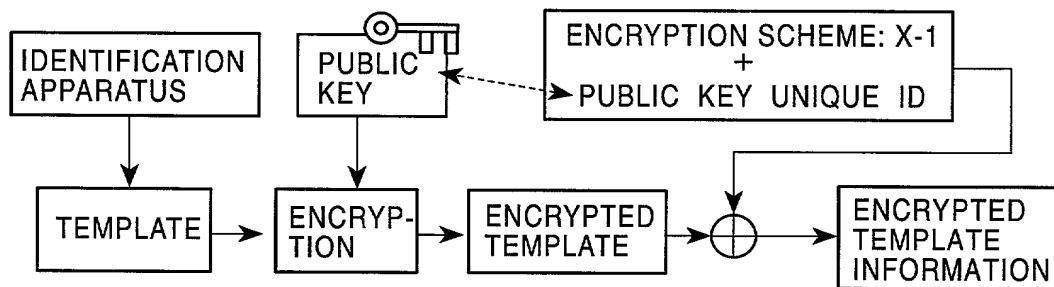 IDENTIFICATION
APPARATUS
PUBLIC
KEY
ENCRYPTION SCHEME: X-1
+
PUBLIC KEY UNIQUE ID
TEMPLATE
ENCRYP-
TION
ENCRYPTED
TEMPLATE
ENCRYPTED
TEMPLATE
INFORMATION